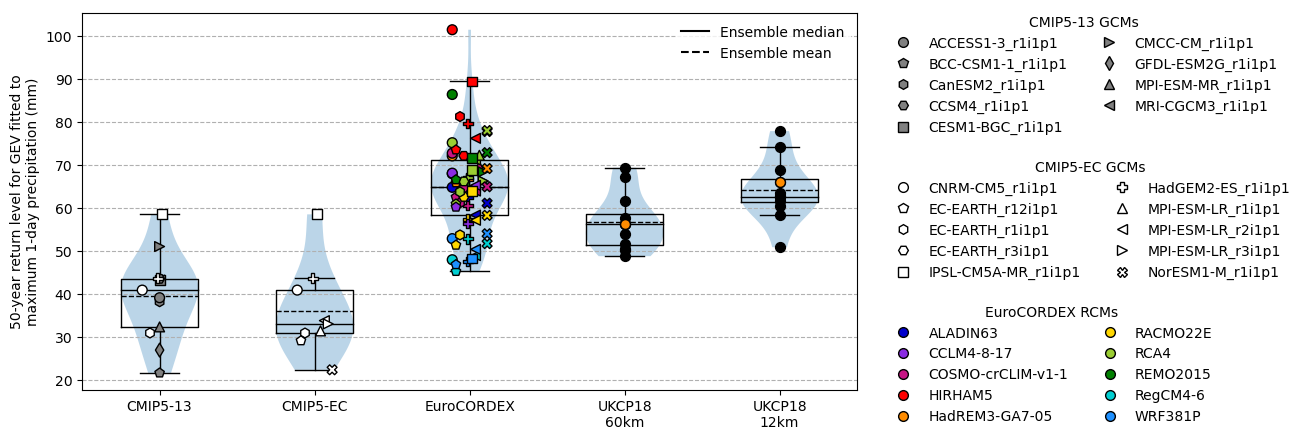 50-year return level for GEV fitted to
maximum 1-day precipitation (mm)
100
90
80
70
60
50
40
30
20
CMIP5-13
CMIP5-EC
EuroCORDEX
UKCP18
60km
UKCP18
12km
Ensemble median
Ensemble mean
CMIP5-13 GCMs
ACCESS1-3_r1i1p1
BCC-CSM1-1_r1i1p1
CanESM2_r1i1p1
CCSM4_r1i1p1
CESM1-BGC_r1i1p1
CMCC-CM_r1i1p1
GFDL-ESM2G_r1i1p1
MPI-ESM-MR_r1i1p1
MRI-CGCM3_r1i1p1
CMIP5-EC GCMs
CNRM-CM5_r1i1p1
EC-EARTH_r12i1p1
EC-EARTH_r1i1p1
EC-EARTH_r3i1p1
IPSL-CM5A-MR_r1i1p1
HadGEM2-ES_r1i1p1
MPI-ESM-LR_r1i1p1
MPI-ESM-LR_r2i1p1
MPI-ESM-LR_r3i1p1
NorESM1-M_r1i1p1
EuroCORDEX RCMs
ALADIN63
CCLM4-8-17
COSMO-crCLIM-v1-1
HIRHAM5
HadREM3-GA7-05
RACMO22E
RCA4
REMO2015
RegCM4-6
WRF381P